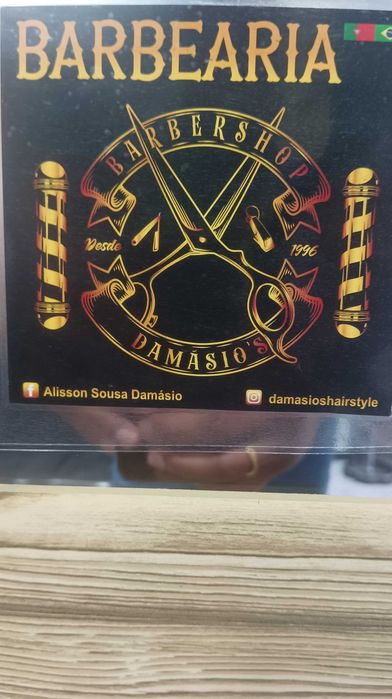 BARBEARIA
BARBERSHOP
Desde 1996
DAMÁSIO'S
Alisson Sousa Damásio
damasioshairstyle